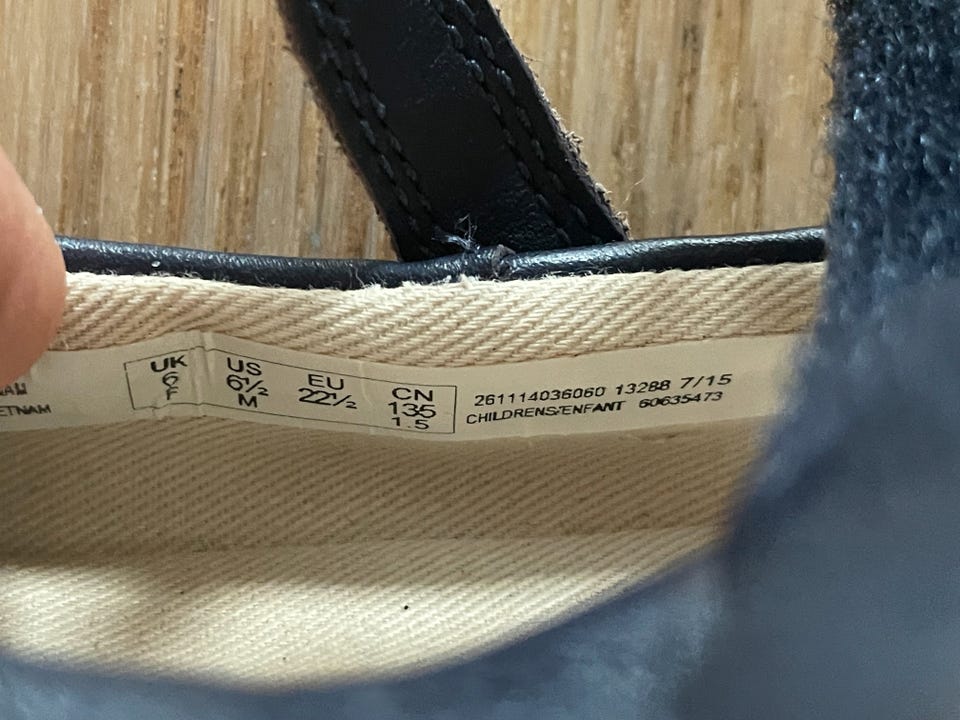 ETNAM
UK
6
F
US
6½
M
EU
22½
CN
135
1.5
261114036060 13288 7/15
CHILDRENS/ENFANT 60635473